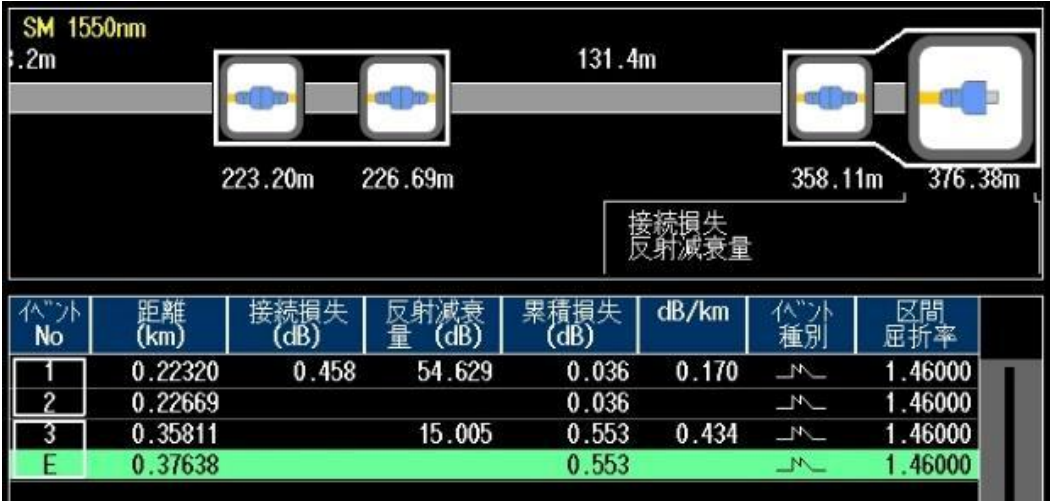 SM 1550nm
.2m
131.4m
223.20m 226.69m 358.11m 376.38m
接続損失
反射減衰量
ｲﾍﾞﾝﾄ No 距離 (km) 接続損失 (dB) 反射減衰量 (dB) 累積損失 (dB) dB/km ｲﾍﾞﾝﾄ 種別 区間 屈折率
1 0.22320 0.458 54.629 0.036 0.170 1.46000
2 0.22669 0.036 1.46000
3 0.35811 15.005 0.553 0.434 1.46000
E 0.37638 0.553 1.46000